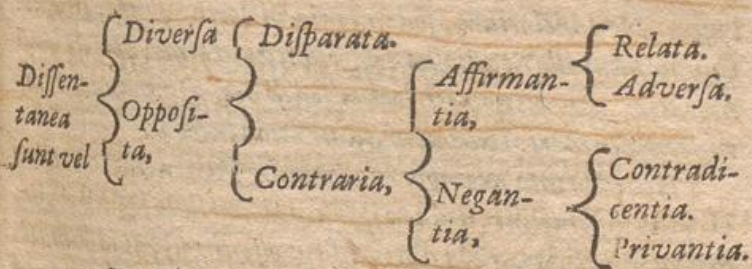 Diſſen-
tanea
ſunt vel
Diverſa
Oppoſi-
ta,
Diſparata.
Contraria,
Affirman-
tia,
Negan-
tia,
Relata.
Adverſa.
Contradi-
centia.
Privantia.